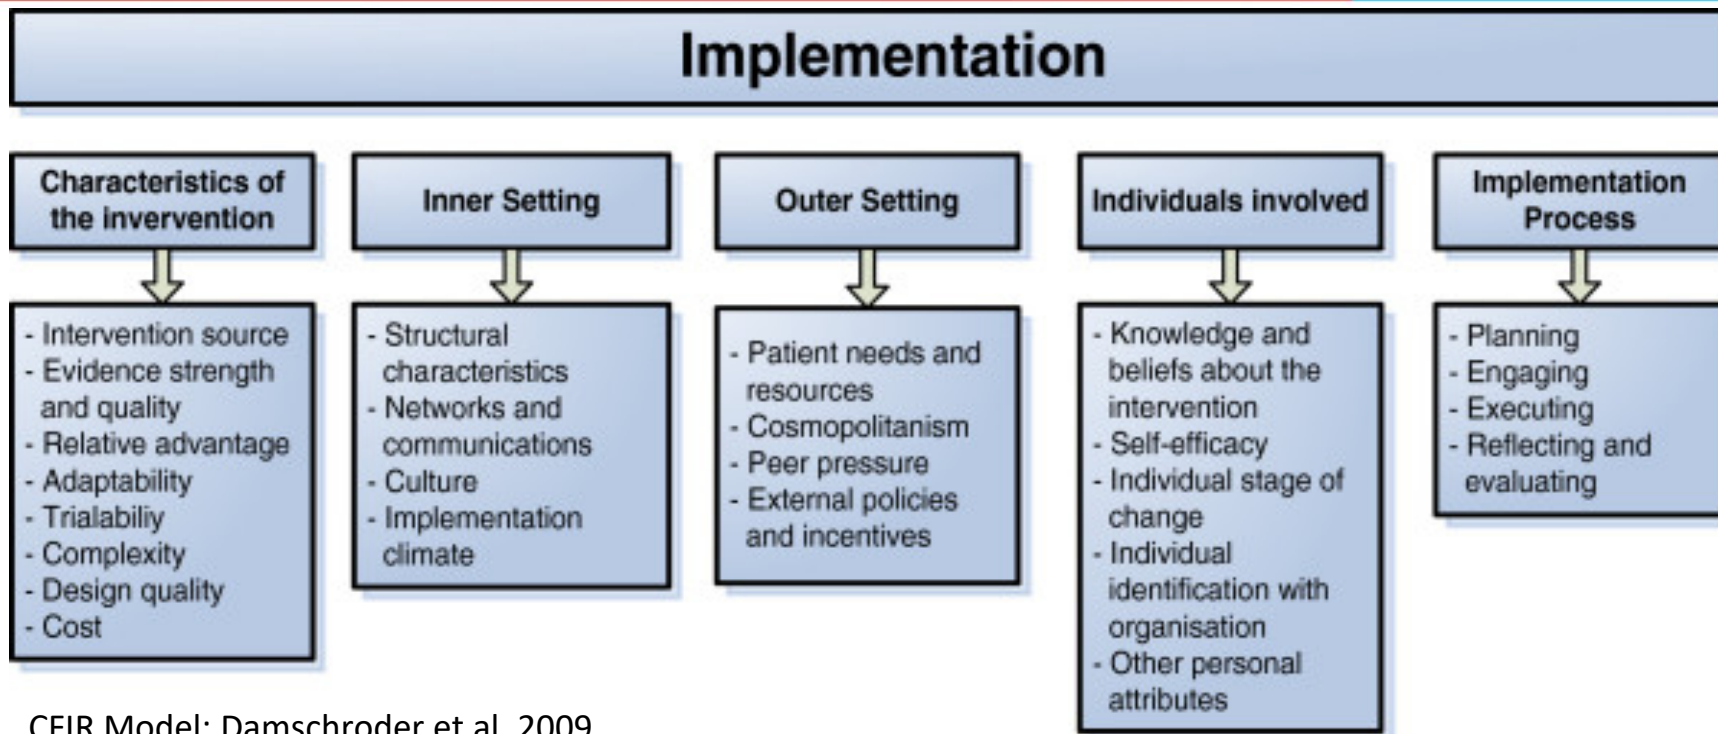 Implementation
Characteristics of
the invervention
- Intervention source
- Evidence strength
and quality
- Relative advantage
- Adaptability
- Trialabiliy
- Complexity
- Design quality
- Cost
Inner Setting
- Structural
characteristics
- Networks and
communications
- Culture
- Implementation
climate
Outer Setting
- Patient needs and
resources
- Cosmopolitanism
- Peer pressure
- External policies
and incentives
Individuals involved
- Knowledge and
beliefs about the
intervention
- Self-efficacy
- Individual stage of
change
- Individual
identification with
organisation
- Other personal
attributes
Implementation
Process
- Planning
- Engaging
- Executing
- Reflecting and
evaluating
CFIR Model: Damschroder et al. 2009